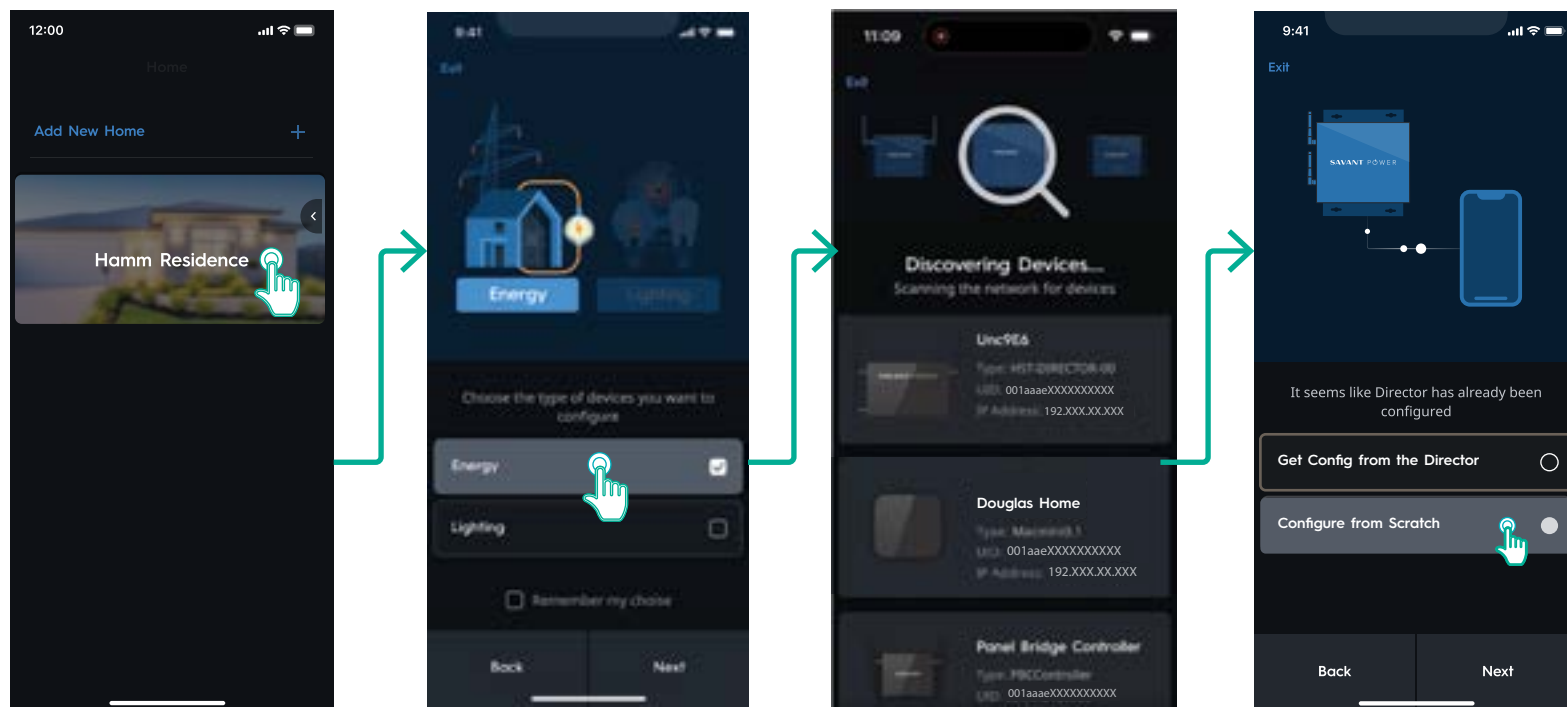 12:00
Home
Add New Home +
Hamm Residence
9:41
Exit
Energy Lighting
Choose the type of devices you want to
configure
Energy
Lighting
Remember my choise
Back Next
11:09
Exit
Discovering Devices...
Scanning the network for devices
Unc9E6
Type: HST-DIRECTOR-00
UID: 001aaaeXXXXXXXXXX
IP Address: 192.XXX.XX.XXX
Douglas Home
Type: Macmini9.1
UID: 001aaeXXXXXXXXXX
IP Address: 192.XXX.XX.XXX
Panel Bridge Controller
Type: PBCController
UID: 001aaaeXXXXXXXXXX
9:41
Exit
SAVANT POWER
It seems like Director has already been
configured
Get Config from the Director
Configure from Scratch
Back Next